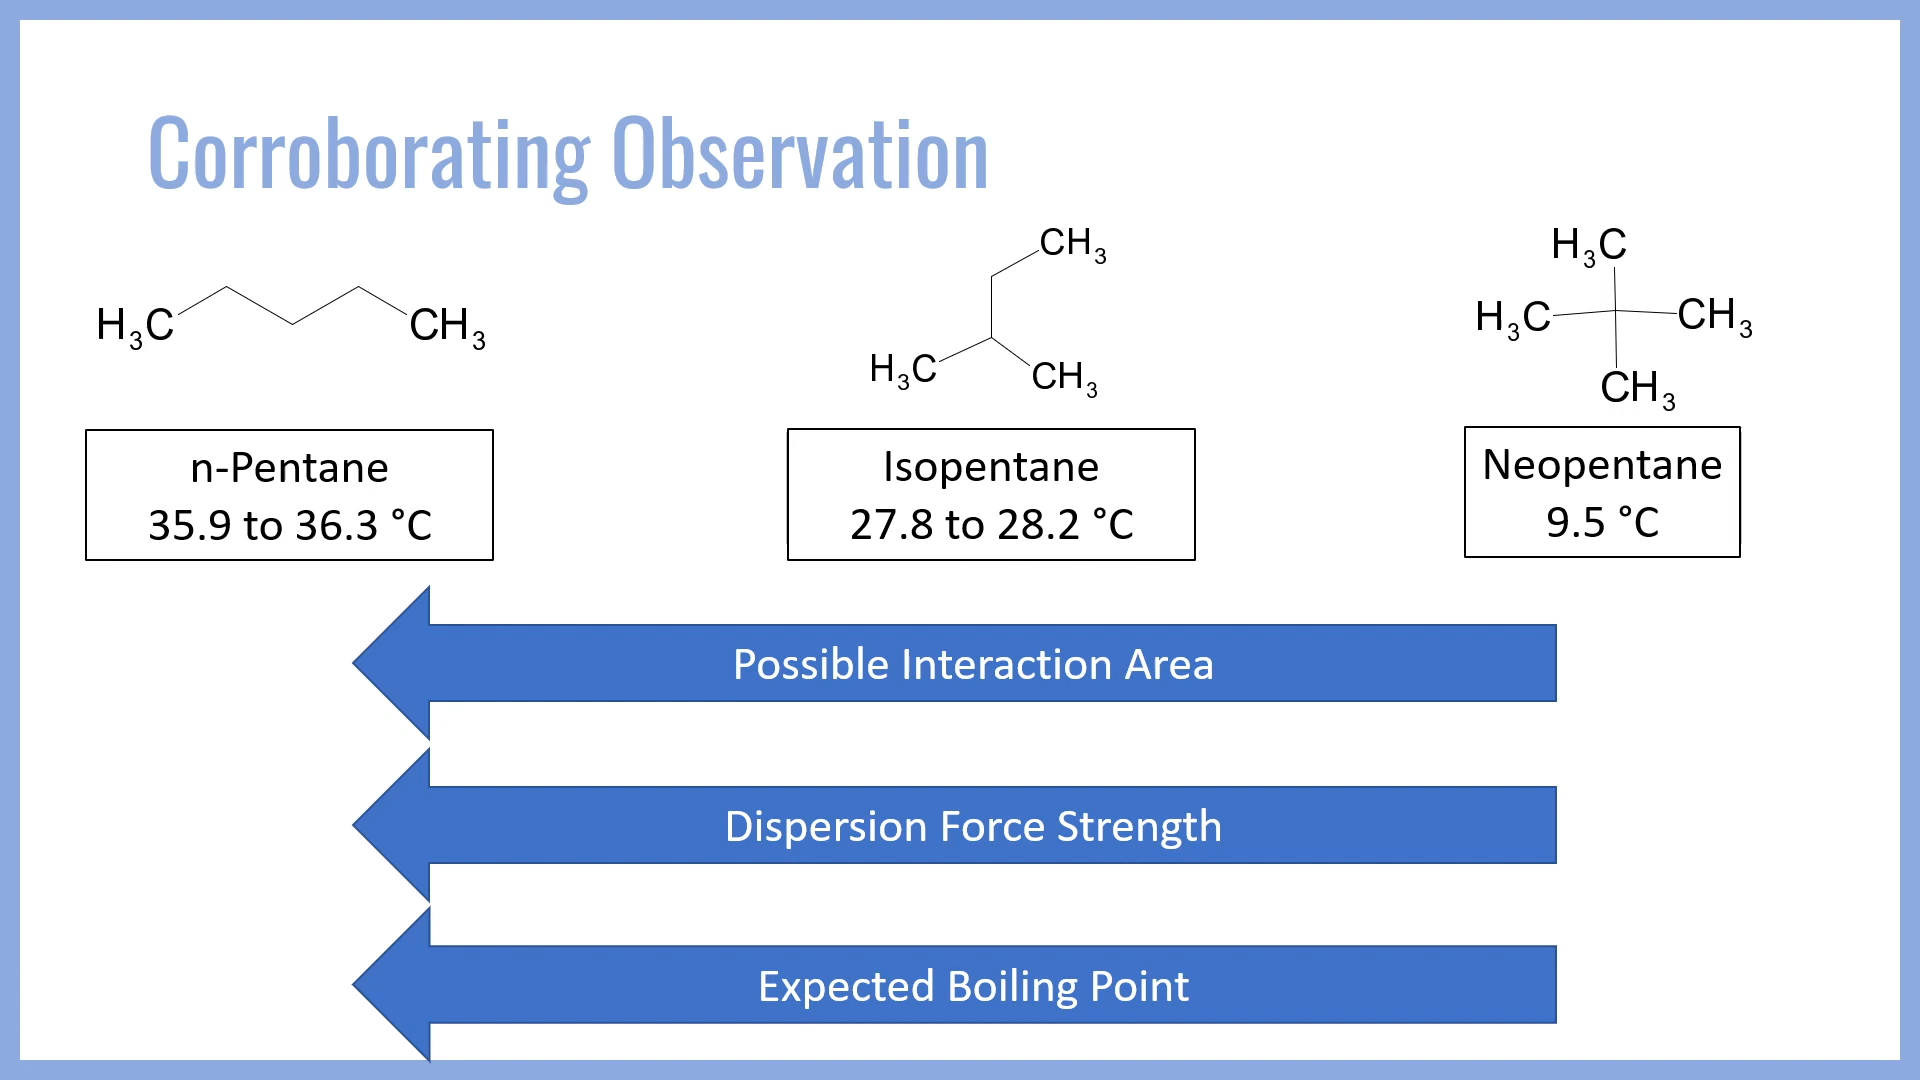 Corroborating Observation
H₃C CH₃
CH₃
H₃C CH₃
H₃C
H₃C CH₃
CH₃
n-Pentane
35.9 to 36.3 °C
Isopentane
27.8 to 28.2 °C
Neopentane
9.5 °C
Possible Interaction Area
Dispersion Force Strength
Expected Boiling Point